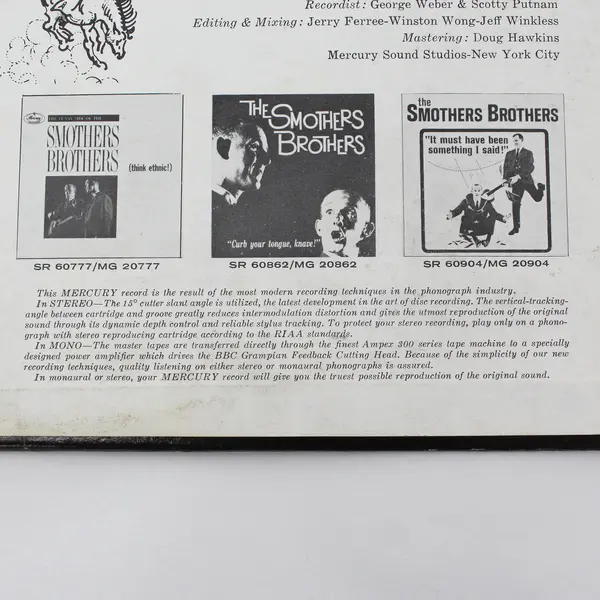 Recordist: George Weber & Scotty Putnam
Editing & Mixing: Jerry Ferree-Winston Wong-Jeff Winkless
Mastering: Doug Hawkins
Mercury Sound Studios-New York City
SMOTHERS
BROTHERS
(think ethnic!)
SR 60777/MG 20777
THE SMOTHERS
BROTHERS
"Curb your tongue, knave!"
SR 60862/MG 20862
the
SMOTHERS BROTHERS
"It must have been
something I said!"
SR 60904/MG 20904
This MERCURY record is the result of the most modern recording techniques in the phonograph industry.
In STEREO—The 15° cutter slant angle is utilized, the latest development in the art of disc recording. The vertical-tracking-
angle between cartridge and groove greatly reduces intermodulation distortion and gives the utmost reproduction of the original
sound through its dynamic depth control and reliable stylus tracking. To protect your stereo recording, play only on a phono-
graph with stereo reproducing cartridge according to the RIAA standards.
In MONO—The master tapes are transferred directly through the finest Ampex 300 series tape machine to a specially
designed power amplifier which drives the BBC Grampian Feedback Cutting Head. Because of the simplicity of our new
recording techniques, quality listening on either stereo or monaural phonographs is assured.
In monaural or stereo, your MERCURY record will give you the truest possible reproduction of the original sound.